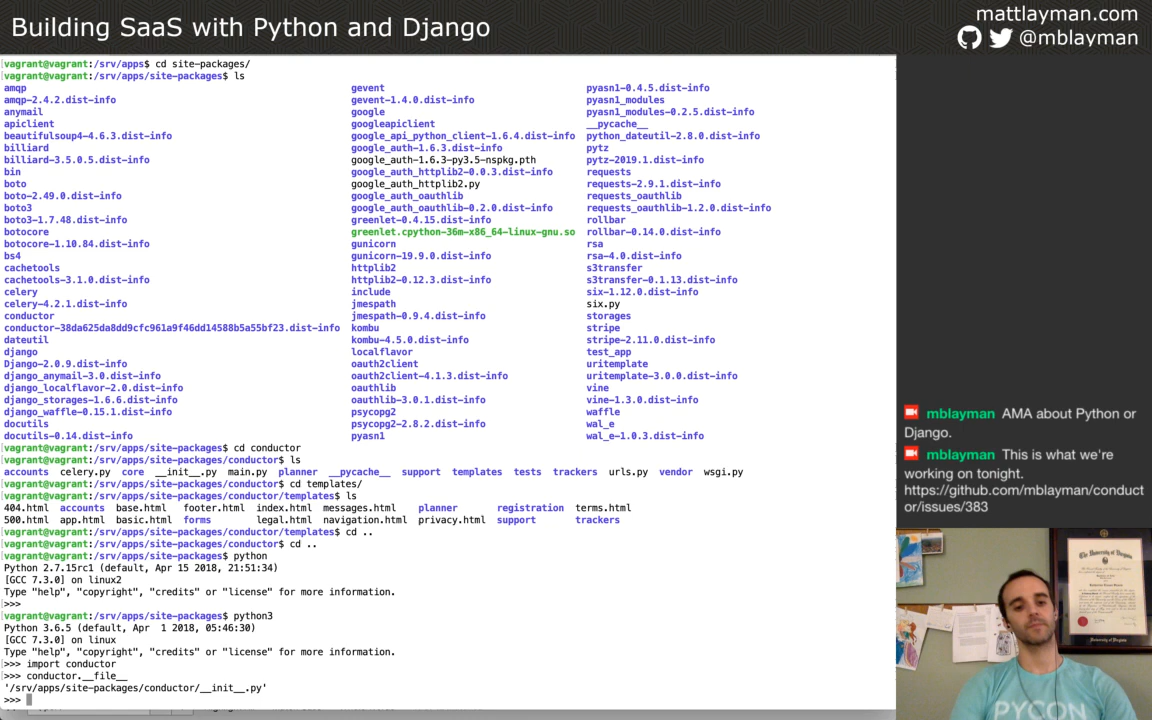 Building SaaS with Python and Django
mattlayman.com
@mblayman
vagrant@vagrant:/srv/apps$ cd site-packages/
vagrant@vagrant:/srv/apps/site-packages$ ls
amqp gevent pyasn1-0.4.5.dist-info
amqp-2.4.2.dist-info gevent-1.4.0.dist-info pyasn1_modules
anymail google pyasn1_modules-0.2.5.dist-info
apiclient googleapiclient __pycache__
beautifulsoup4-4.6.3.dist-info google_api_python_client-1.6.4.dist-info python_dateutil-2.8.0.dist-info
billiard google_auth-1.6.3.dist-info pytz
billiard-3.5.0.5.dist-info google_auth-1.6.3-py3.5-nspkg.pth pytz-2019.1.dist-info
bin google_auth_httplib2-0.0.3.dist-info requests
boto google_auth_httplib2.py requests-2.9.1.dist-info
boto-2.49.0.dist-info google_auth_oauthlib requests_oauthlib
boto3 google_auth_oauthlib-0.2.0.dist-info requests_oauthlib-1.2.0.dist-info
boto3-1.7.48.dist-info greenlet-0.4.15.dist-info rollbar
botocore greenlet.cpython-36m-x86_64-linux-gnu.so rollbar-0.14.0.dist-info
botocore-1.10.84.dist-info gunicorn rsa
bs4 gunicorn-19.9.0.dist-info rsa-4.0.dist-info
cachetools httplib2 s3transfer
cachetools-3.1.0.dist-info httplib2-0.12.3.dist-info s3transfer-0.1.13.dist-info
celery include six-1.12.0.dist-info
celery-4.2.1.dist-info jmespath six.py
conductor jmespath-0.9.4.dist-info storages
conductor-38da625da8dd9cfc961a9f46dd14588b5a55bf23.dist-info kombu stripe
dateutil kombu-4.5.0.dist-info stripe-2.11.0.dist-info
django localflavor test_app
Django-2.0.9.dist-info oauth2client uritemplate
django_anymail-3.0.dist-info oauth2client-4.1.3.dist-info uritemplate-3.0.0.dist-info
django_localflavor-2.0.dist-info oauthlib vine
django_storages-1.6.6.dist-info oauthlib-3.0.1.dist-info vine-1.3.0.dist-info
django_waffle-0.15.1.dist-info psycopg2 waffle
docutils psycopg2-2.8.2.dist-info wal_e
docutils-0.14.dist-info pyasn1 wal_e-1.0.3.dist-info
vagrant@vagrant:/srv/apps/site-packages$ cd conductor
vagrant@vagrant:/srv/apps/site-packages/conductor$ ls
accounts celery.py core __init__.py main.py planner __pycache__ support templates tests trackers urls.py vendor wsgi.py
vagrant@vagrant:/srv/apps/site-packages/conductor$ cd templates/
vagrant@vagrant:/srv/apps/site-packages/conductor/templates$ ls
404.html accounts base.html footer.html index.html messages.html planner registration terms.html
500.html app.html basic.html forms legal.html navigation.html privacy.html support trackers
vagrant@vagrant:/srv/apps/site-packages/conductor/templates$ cd ..
vagrant@vagrant:/srv/apps/site-packages/conductor$ cd ..
vagrant@vagrant:/srv/apps/site-packages$ python
Python 2.7.15rc1 (default, Apr 15 2018, 21:51:34)
[GCC 7.3.0] on linux2
Type "help", "copyright", "credits" or "license" for more information.
>>>
vagrant@vagrant:/srv/apps/site-packages$ python3
Python 3.6.5 (default, Apr  1 2018, 05:46:30)
[GCC 7.3.0] on linux
Type "help", "copyright", "credits" or "license" for more information.
>>> import conductor
>>> conductor.__file__
'/srv/apps/site-packages/conductor/__init__.py'
>>>
mblayman AMA about Python or
Django.
mblayman This is what we're
working on tonight.
https://github.com/mblayman/conduct
or/issues/383
The University of Virginia
PYCON